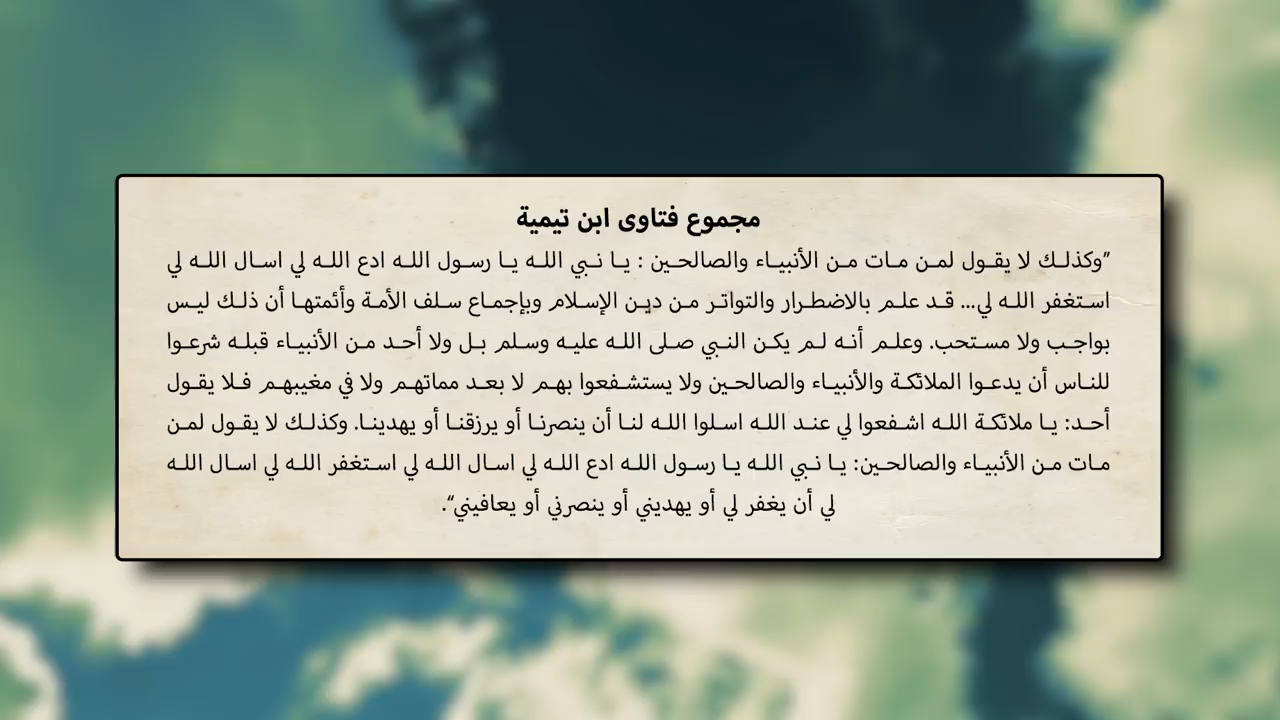 مجموع فتاوى ابن تيمية
”وكذلك لا يقول لمن مات من الأنبياء والصالحين : يا نبي الله يا رسول الله ادع الله لي اسال الله لي
استغفر الله لي... قد علم بالاضطرار والتواتر من دين الإسلام وبإجماع سلف الأمة وأئمتها أن ذلك ليس
بواجب ولا مستحب. وعلم أنه لم يكن النبي صلى الله عليه وسلم بل ولا أحد من الأنبياء قبله شرعوا
للناس أن يدعوا الملائكة والأنبياء والصالحين ولا يستشفعوا بهم لا بعد مماتهم ولا في مغيبهم فلا يقول
أحد: يا ملائكة الله اشفعوا لي عند الله اسلوا الله لنا أن ينصرنا أو يرزقنا أو يهدينا. وكذلك لا يقول لمن
مات من الأنبياء والصالحين: يا نبي الله يا رسول الله ادع الله لي اسال الله لي استغفر الله لي اسال الله
لي أن يغفر لي أو يهديني أو ينصرني أو يعافيني“.